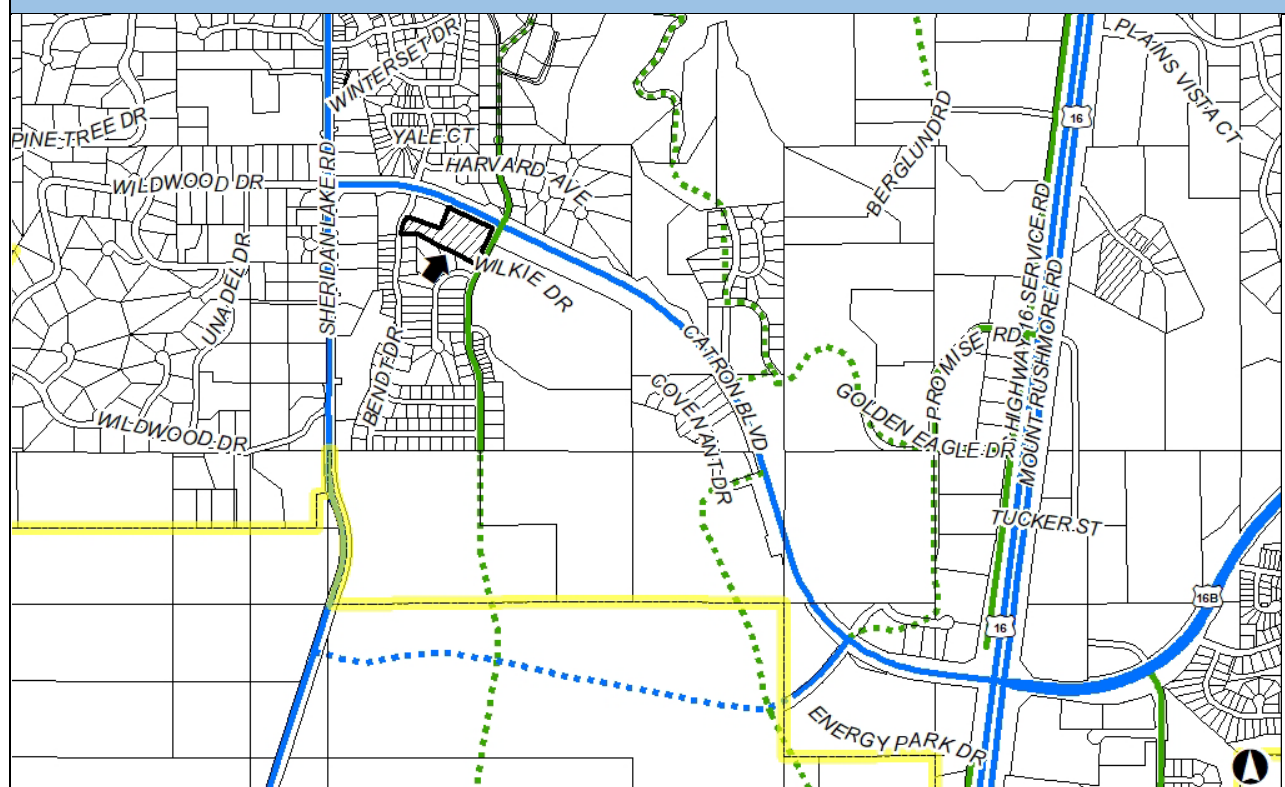 WINTERSET DR
PLAINS VISTA CT
PINE TREE DR
YALE CT
BERGLUND RD
16
HARVARD AVE
WILDWOOD DR
SHERIDAN LAKE RD
UNA DEL DR
WILKIE DR
HIGHWAY 16 SERVICE RD
MOUNT RUSHMORE RD
BENDT DR
CATRON BLVD
PROMISE RD
COVENANT DR
GOLDEN EAGLE DR
WILDWOOD DR
TUCKER ST
16B
16
ENERGY PARK DR